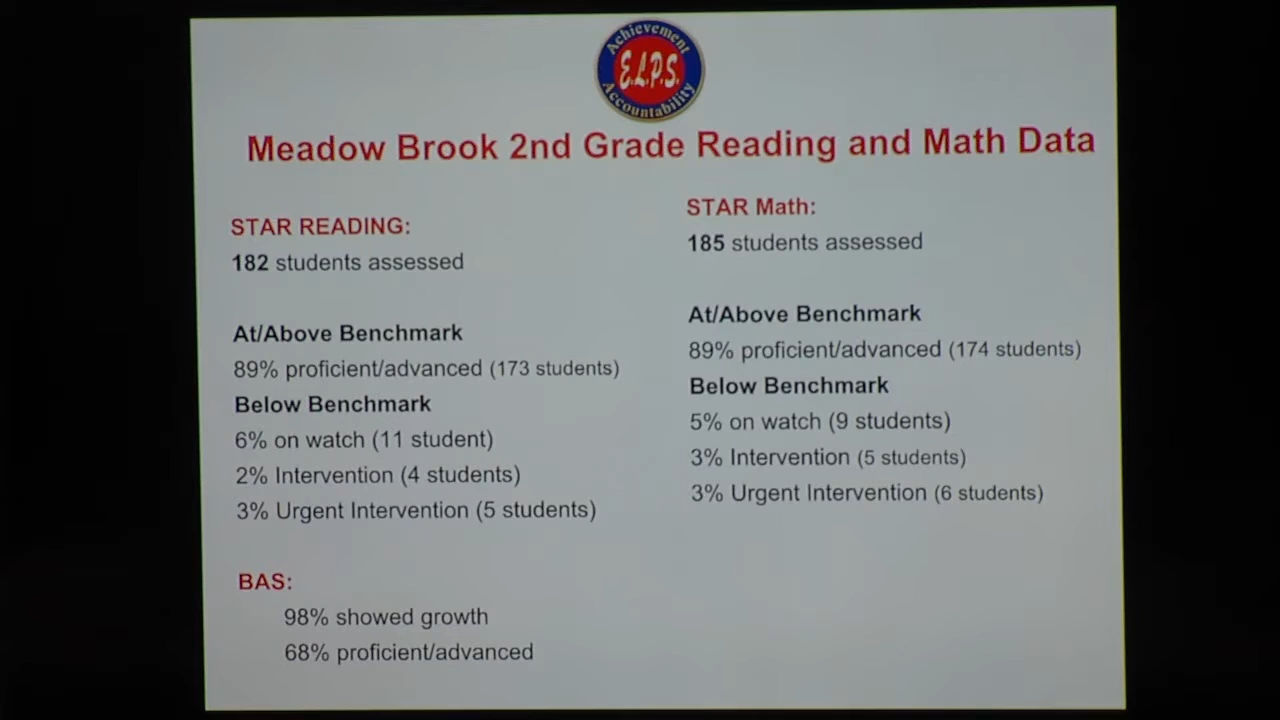 Achievement
E.L.P.S.
Accountability
Meadow Brook 2nd Grade Reading and Math Data
STAR READING:
182 students assessed
At/Above Benchmark
89% proficient/advanced (173 students)
Below Benchmark
6% on watch (11 student)
2% Intervention (4 students)
3% Urgent Intervention (5 students)
BAS:
98% showed growth
68% proficient/advanced
STAR Math:
185 students assessed
At/Above Benchmark
89% proficient/advanced (174 students)
Below Benchmark
5% on watch (9 students)
3% Intervention (5 students)
3% Urgent Intervention (6 students)